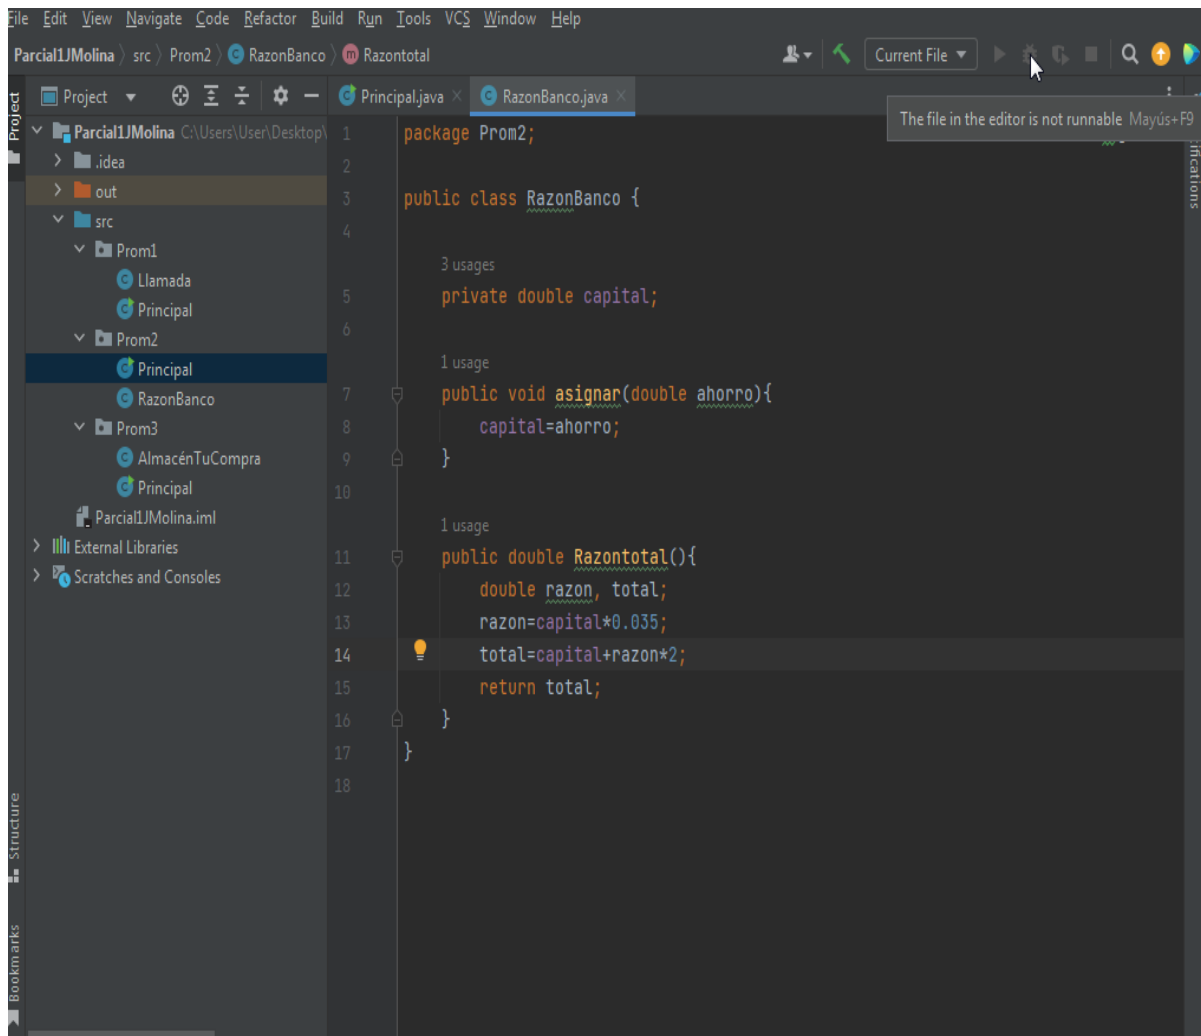 File Edit View Navigate Code Refactor Build Run Tools VCS Window Help
Parcial1JMolina src Prom2 RazonBanco Razontotal
Current File
Project
Principal.java
RazonBanco.java
The file in the editor is not runnable Mayús+F9
Project
Parcial1JMolina C:\Users\User\Desktop\
.idea
out
src
Prom1
Llamada
Principal
Prom2
Principal
RazonBanco
Prom3
AlmacénTuCompra
Principal
Parcial1JMolina.iml
External Libraries
Scratches and Consoles
Structure
Bookmarks
1 package Prom2;
2
3 public class RazonBanco {
4
3 usages
5 private double capital;
6
1 usage
7 public void asignar(double ahorro){
8 capital=ahorro;
9 }
10
1 usage
11 public double Razontotal(){
12 double razon, total;
13 razon=capital*0.035;
14 total=capital+razon*2;
15 return total;
16 }
17 }
18